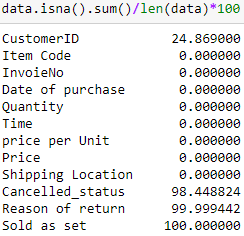 data.isna().sum()/len(data)*100
CustomerID 24.869000
Item Code 0.000000
InvoieNo 0.000000
Date of purchase 0.000000
Quantity 0.000000
Time 0.000000
price per Unit 0.000000
Price 0.000000
Shipping Location 0.000000
Cancelled_status 98.448824
Reason of return 99.999442
Sold as set 100.000000